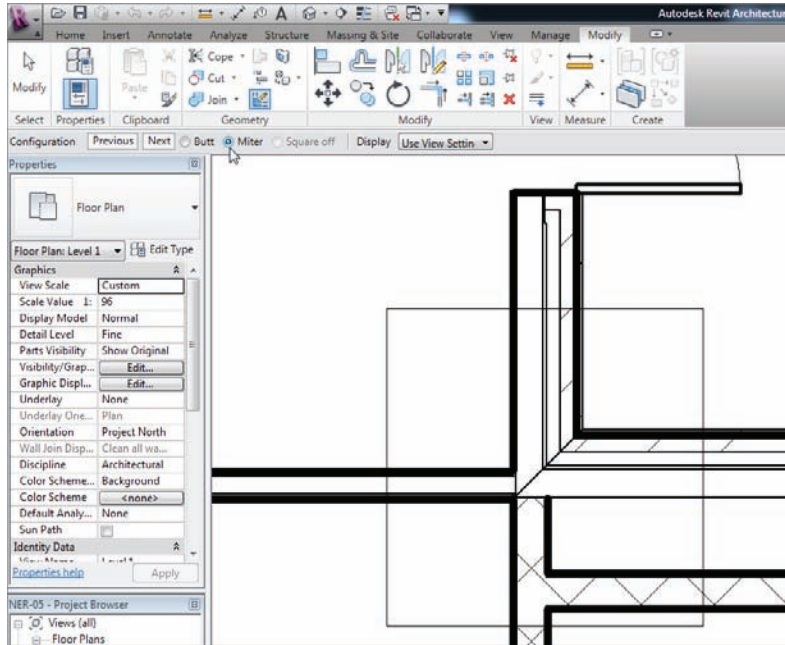 Autodesk Revit Architectur
Home Insert Annotate Analyze Structure Massing & Site Collaborate View Manage Modify
Modify Paste Cope Cut Join
Select Properties Clipboard Geometry Modify View Measure Create
Configuration Previous Next Butt Miter Square off Display Use View Settin
Properties
Floor Plan
Floor Plan: Level 1 Edit Type
Graphics
View Scale Custom
Scale Value 1: 96
Display Model Normal
Detail Level Fine
Parts Visibility Show Original
Visibility/Grap... Edit...
Graphic Displ... Edit...
Underlay None
Underlay Orie... Plan
Orientation Project North
Wall Join Disp... Clean all wa...
Discipline Architectural
Color Scheme... Background
Color Scheme <none>
Default Analy... None
Sun Path
Identity Data
View Name Level 1
Properties help Apply
NER-05 - Project Browser
Views (all)
Floor Plans